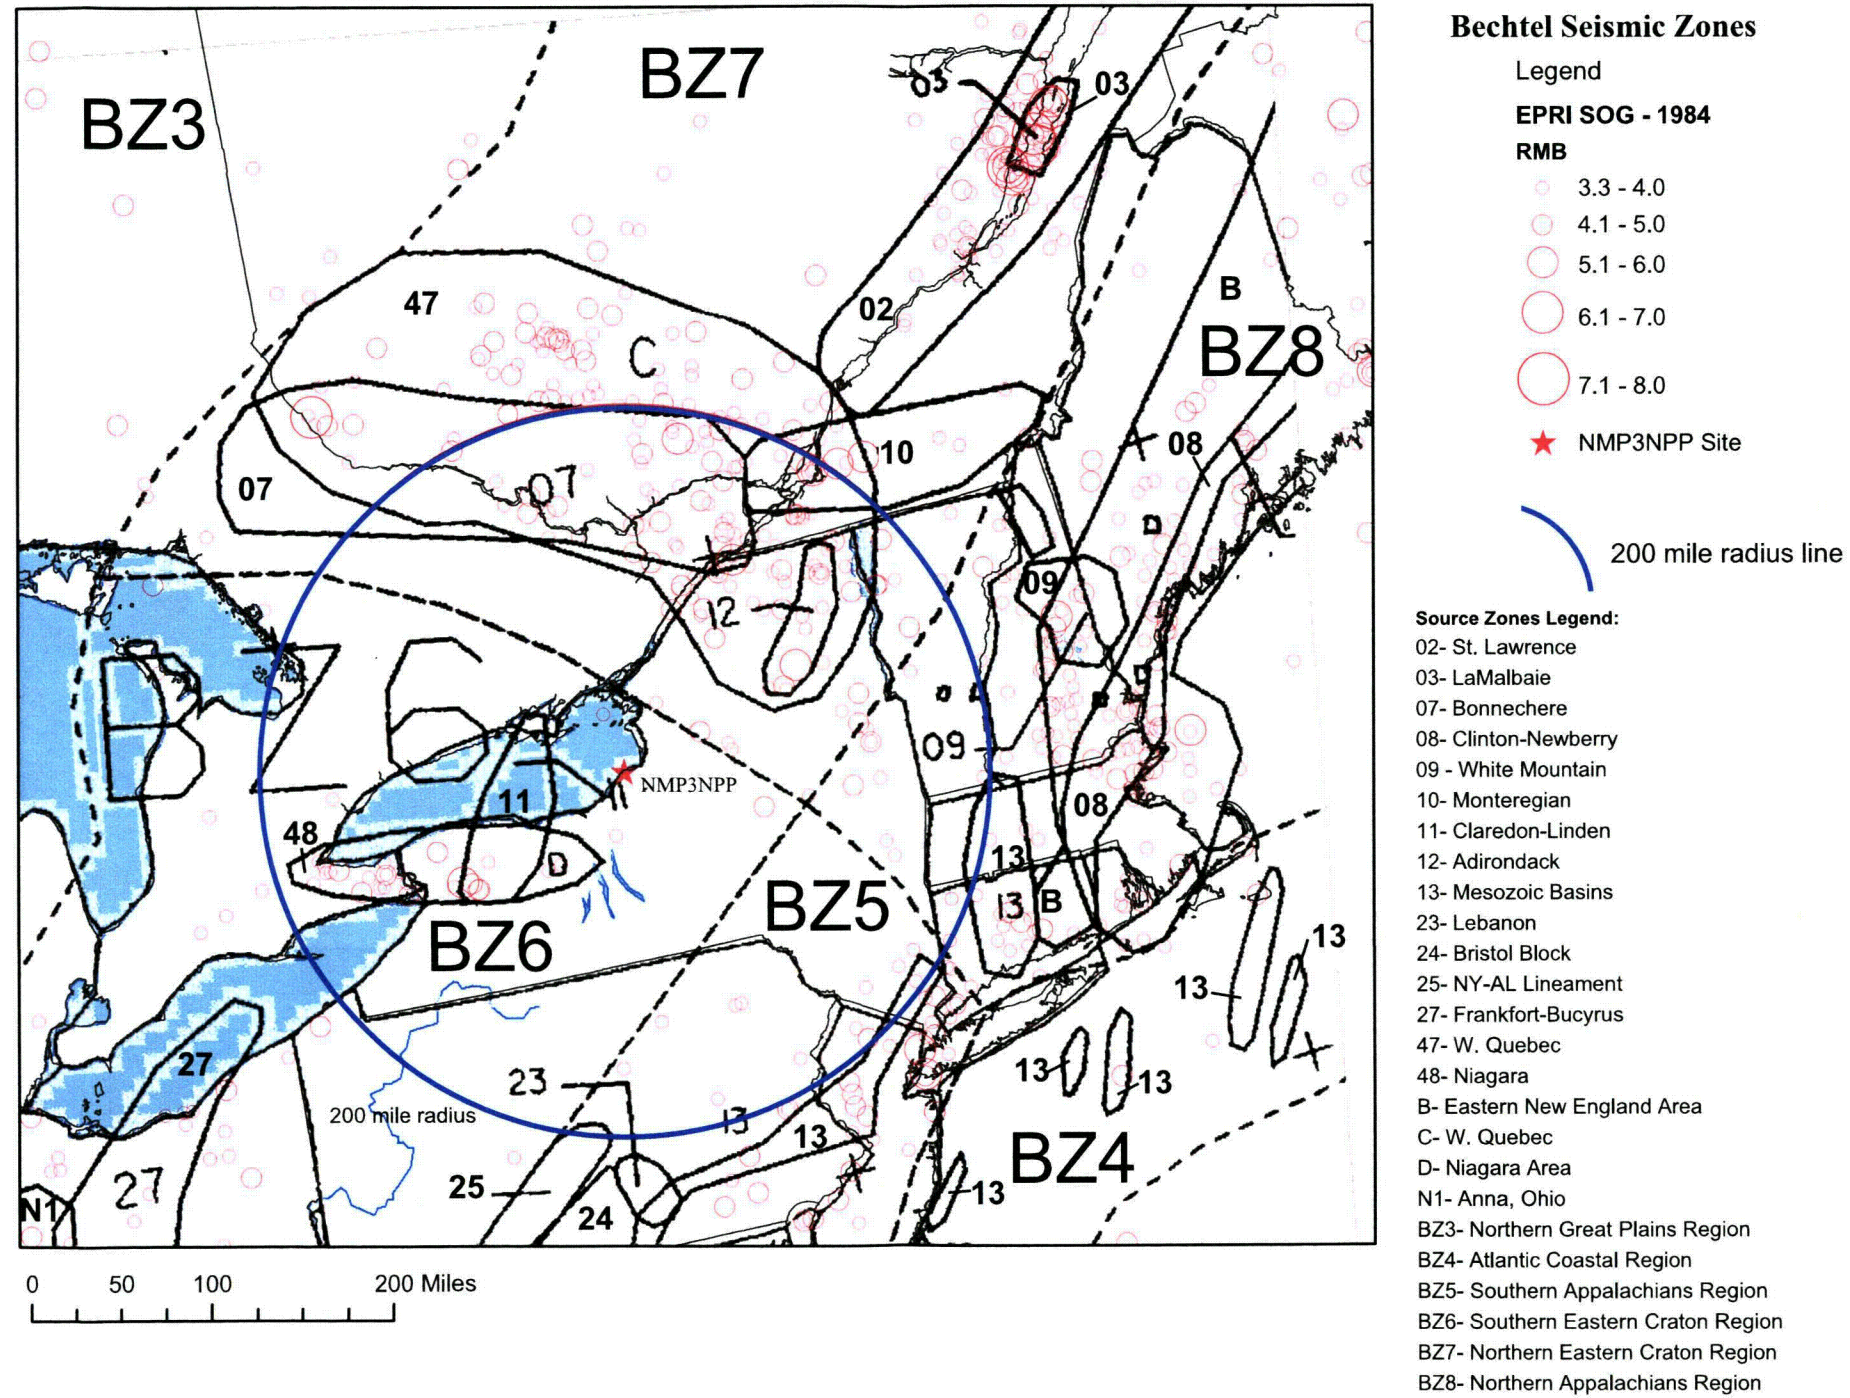 BZ3
BZ7
03
03
47
C
02
B
BZ8
07
07
10
08
D
12
09
D
09
11
NMP3NPP
08
48
D
13
BZ5
13
B
BZ6
13
13
27
23
200 mile radius
13
13
13
13
BZ4
25
13
24
27
N1
0 50 100 200 Miles
Bechtel Seismic Zones
Legend
EPRI SOG - 1984
RMB
3.3 - 4.0
4.1 - 5.0
5.1 - 6.0
6.1 - 7.0
7.1 - 8.0
NMP3NPP Site
200 mile radius line
Source Zones Legend:
02- St. Lawrence
03- LaMalbaie
07- Bonnechere
08- Clinton-Newberry
09 - White Mountain
10- Monteregian
11- Claredon-Linden
12- Adirondack
13- Mesozoic Basins
23- Lebanon
24- Bristol Block
25- NY-AL Lineament
27- Frankfort-Bucyrus
47- W. Quebec
48- Niagara
B- Eastern New England Area
C- W. Quebec
D- Niagara Area
N1- Anna, Ohio
BZ3- Northern Great Plains Region
BZ4- Atlantic Coastal Region
BZ5- Southern Appalachians Region
BZ6- Southern Eastern Craton Region
BZ7- Northern Eastern Craton Region
BZ8- Northern Appalachians Region